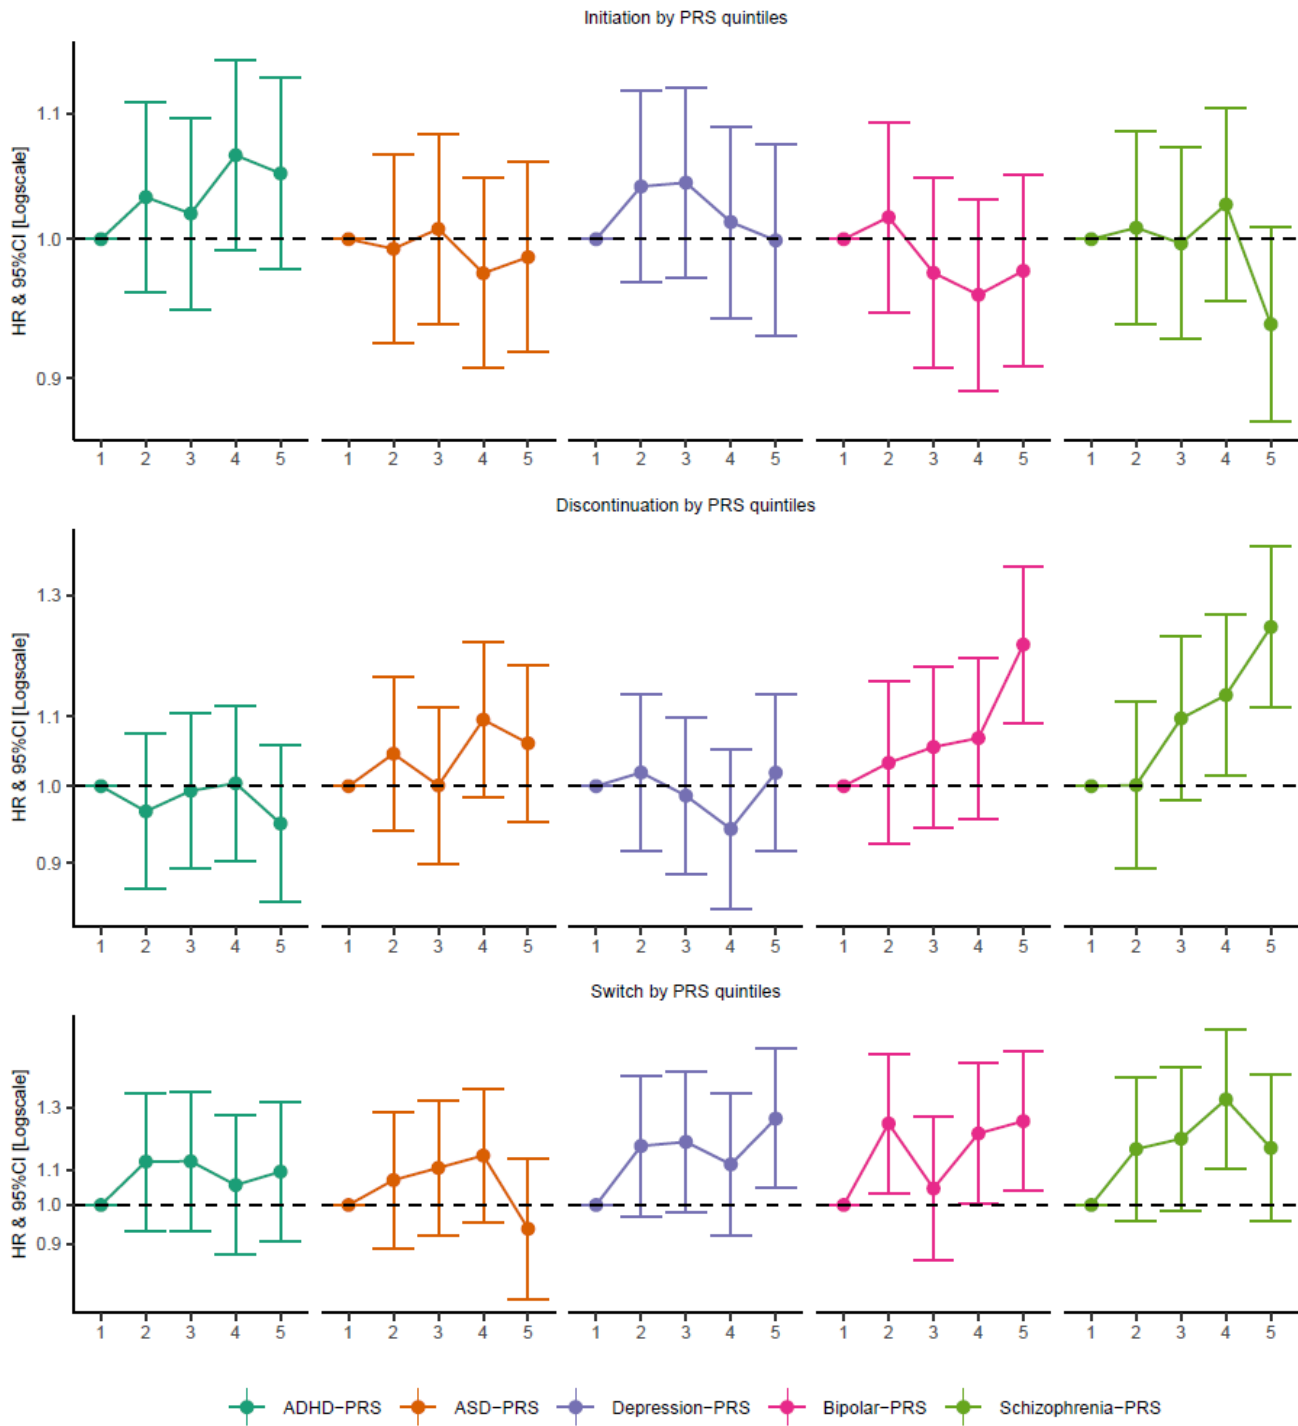 Initiation by PRS quintiles
HR & 95%CI [Logscale]
1.1
1.0
0.9
1 2 3 4 5 1 2 3 4 5 1 2 3 4 5 1 2 3 4 5 1 2 3 4 5
Discontinuation by PRS quintiles
HR & 95%CI [Logscale]
1.3
1.1
1.0
0.9
1 2 3 4 5 1 2 3 4 5 1 2 3 4 5 1 2 3 4 5 1 2 3 4 5
Switch by PRS quintiles
HR & 95%CI [Logscale]
1.3
1.1
1.0
0.9
1 2 3 4 5 1 2 3 4 5 1 2 3 4 5 1 2 3 4 5 1 2 3 4 5
ADHD−PRS ASD−PRS Depression−PRS Bipolar−PRS Schizophrenia−PRS